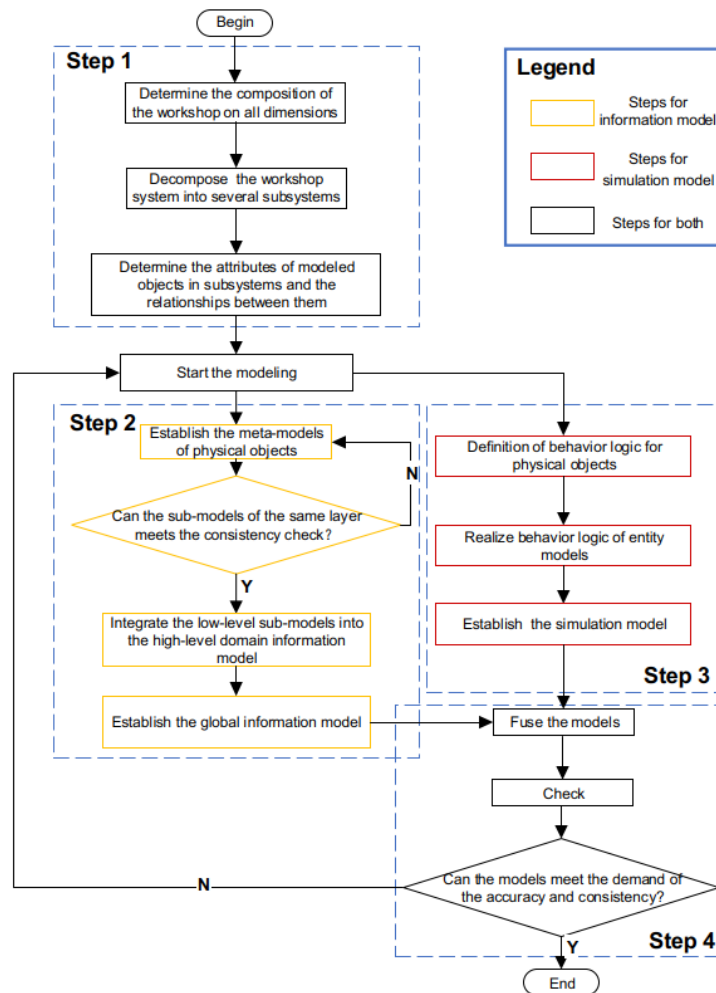 Begin
Step 1
Determine the composition of
the workshop on all dimensions
Decompose the workshop
system into several subsystems
Determine the attributes of modeled
objects in subsystems and the
relationships between them
Legend
Steps for
information model
Steps for
simulation model
Steps for both
Start the modeling
Step 2
Establish the meta-models
of physical objects
N
Can the sub-models of the same layer
meets the consistency check?
Y
Integrate the low-level sub-models into
the high-level domain information
model
Establish the global information model
Definition of behavior logic for
physical objects
Realize behavior logic of entity
models
Establish the simulation model
Step 3
Fuse the models
Check
Can the models meet the demand of
the accuracy and consistency?
N
Y
Step 4
End